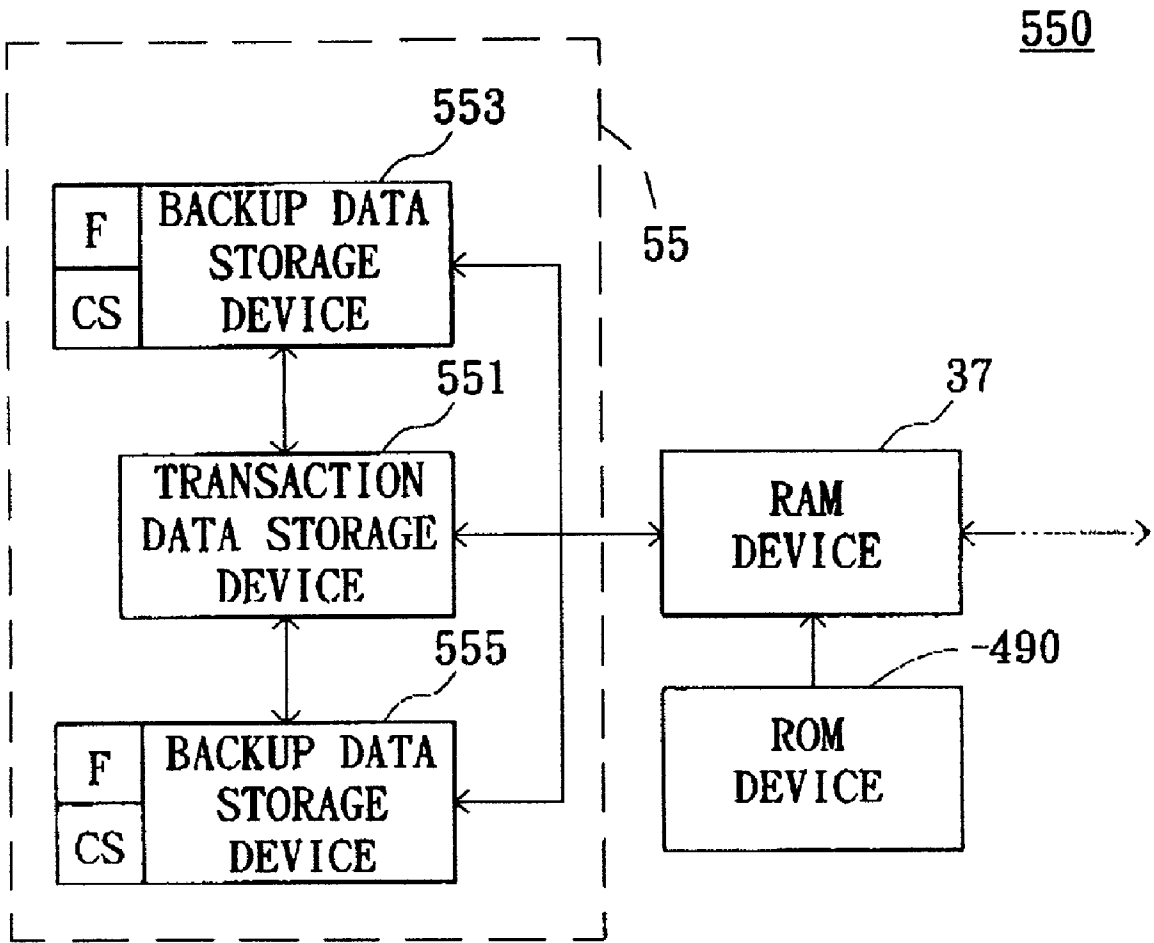 550
553
F
BACKUP DATA
STORAGE
DEVICE
CS
55
551
TRANSACTION
DATA STORAGE
DEVICE
37
RAM
DEVICE
555
F
BACKUP DATA
STORAGE
DEVICE
CS
490
ROM
DEVICE